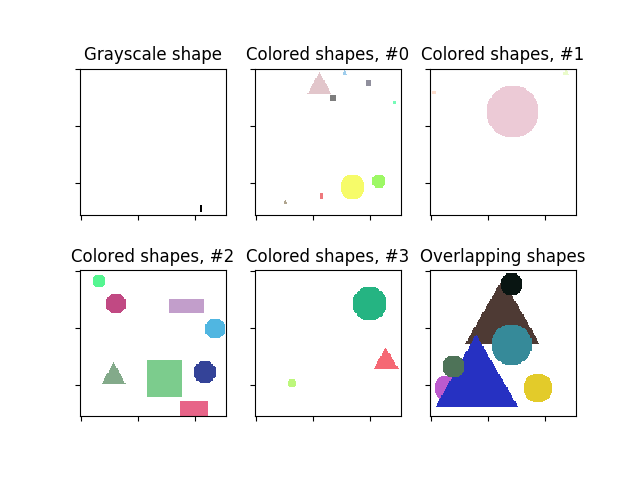 Grayscale shape
Colored shapes, #0
Colored shapes, #1
Colored shapes, #2
Colored shapes, #3
Overlapping shapes